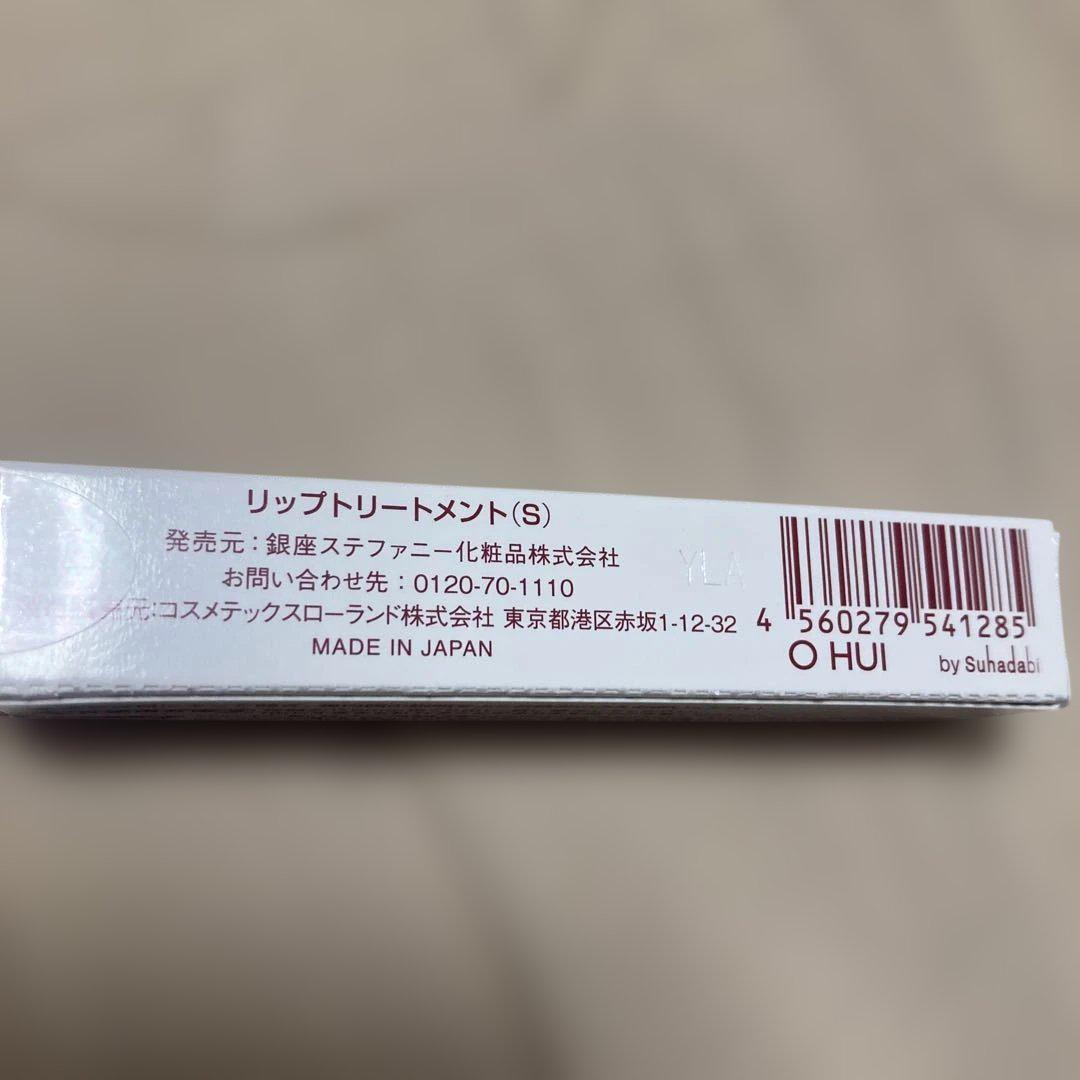 リップトリートメント(S)
発売元:銀座ステファニー化粧品株式会社
お問い合わせ先:0120-70-1110
元:コスメテックスローランド株式会社 東京都港区赤坂1-12-32
MADE IN JAPAN
YLA
4 560279 541285
O HUI
by Suhadabi